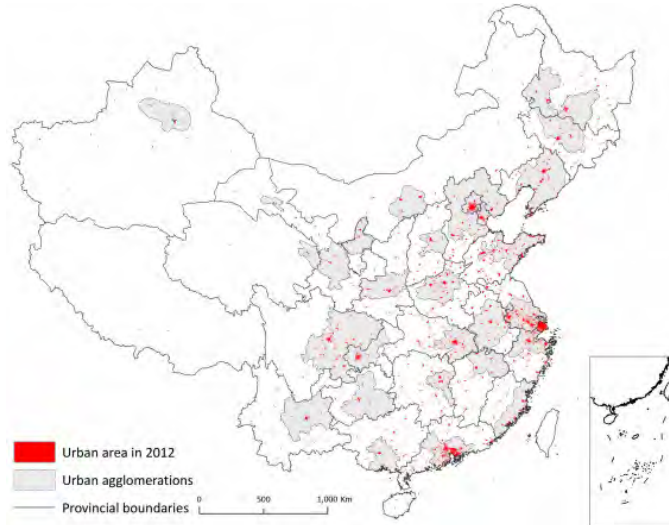 Urban area in 2012
Urban agglomerations
Provincial boundaries
0 500 1,000 Km